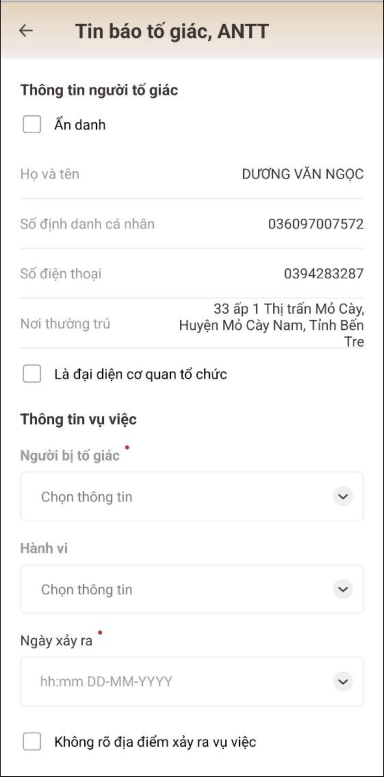 Tin báo tố giác, ANTT
Thông tin người tố giác
Ẩn danh
Họ và tên DƯƠNG VĂN NGỌC
Số định danh cá nhân 036097007572
Số điện thoại 0394283287
Nơi thường trú 33 ấp 1 Thị trấn Mỏ Cày,
Huyện Mỏ Cày Nam, Tỉnh Bến
Tre
Là đại diện cơ quan tổ chức
Thông tin vụ việc
Người bị tố giác *
Chọn thông tin
Hành vi
Chọn thông tin
Ngày xảy ra *
hh:mm DD-MM-YYYY
Không rõ địa điểm xảy ra vụ việc